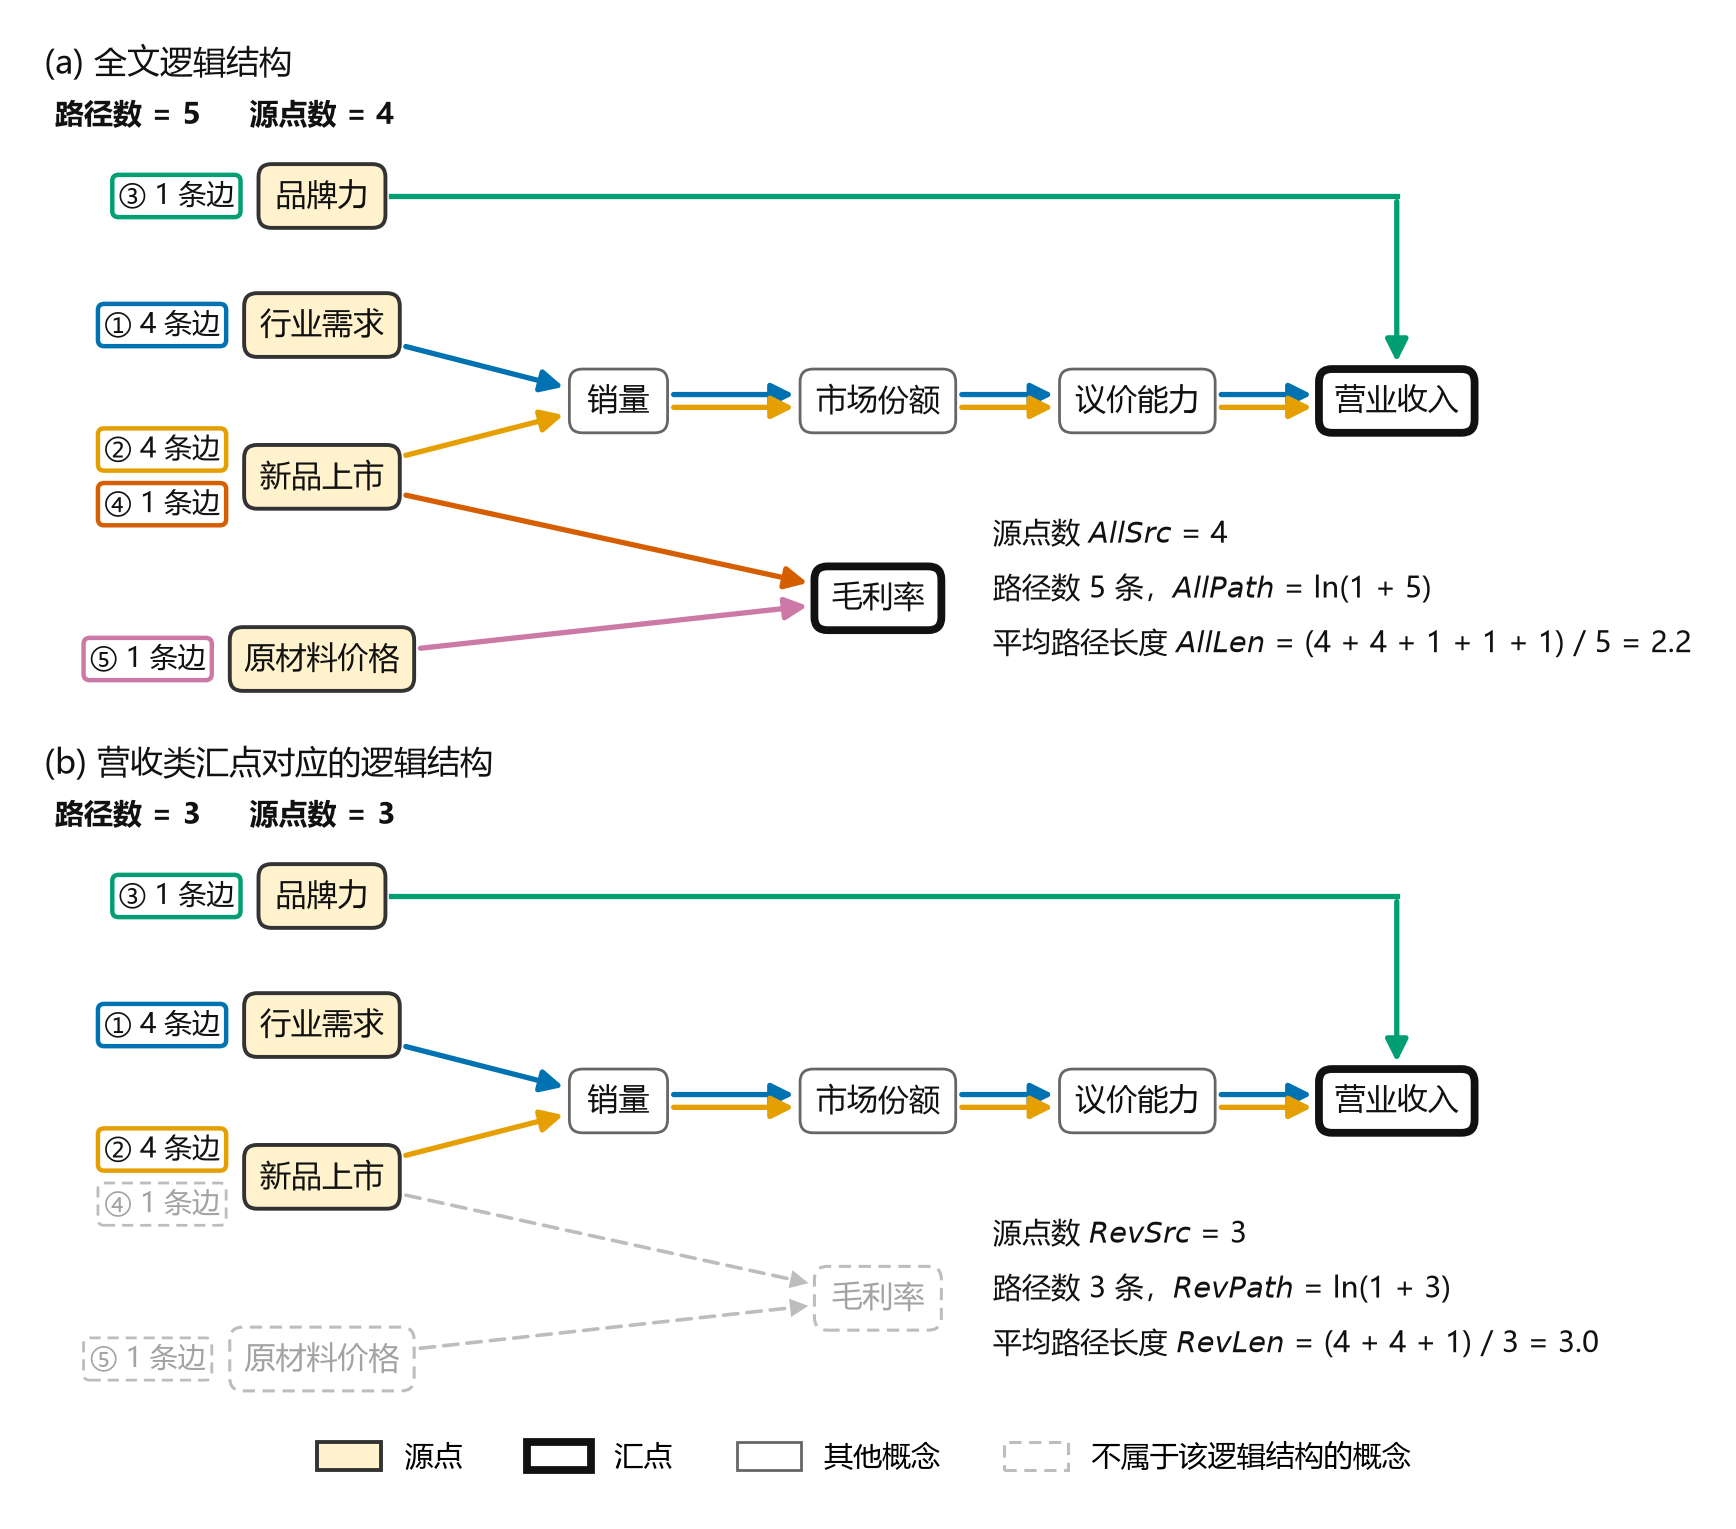 (a) 全文逻辑结构
路径数 = 5 源点数 = 4
③ 1 条边 品牌力
① 4 条边 行业需求
销量 市场份额 议价能力 营业收入
② 4 条边
新品上市
④ 1 条边
源点数 AllSrc = 4
毛利率
路径数 5 条，AllPath = ln(1 + 5)
平均路径长度 AllLen = (4 + 4 + 1 + 1 + 1) / 5 = 2.2
⑤ 1 条边 原材料价格
(b) 营收类汇点对应的逻辑结构
路径数 = 3 源点数 = 3
③ 1 条边 品牌力
① 4 条边 行业需求
销量 市场份额 议价能力 营业收入
② 4 条边
新品上市
④ 1 条边
源点数 RevSrc = 3
毛利率
路径数 3 条，RevPath = ln(1 + 3)
平均路径长度 RevLen = (4 + 4 + 1) / 3 = 3.0
⑤ 1 条边 原材料价格
源点 汇点 其他概念 不属于该逻辑结构的概念